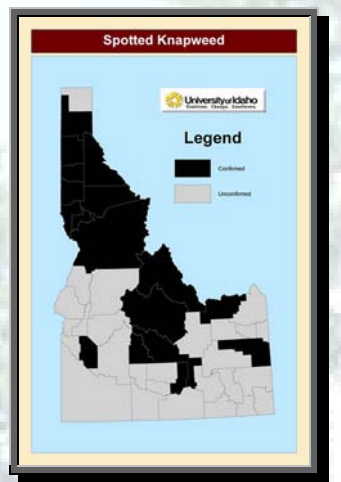 Spotted Knapweed
University of Idaho
Legend
Confirmed
Unconfirmed